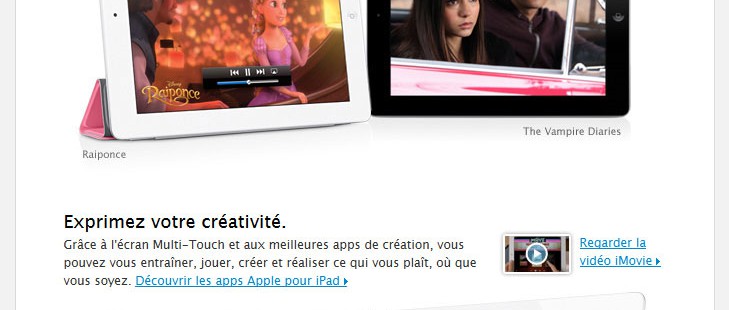 Disney
Raiponce
The Vampire Diaries
Raiponce
Exprimez votre créativité.
Grâce à l'écran Multi-Touch et aux meilleures apps de création, vous
pouvez vous entraîner, jouer, créer et réaliser ce qui vous plaît, où que
vous soyez. Découvrir les apps Apple pour iPad
Regarder la
vidéo iMovie